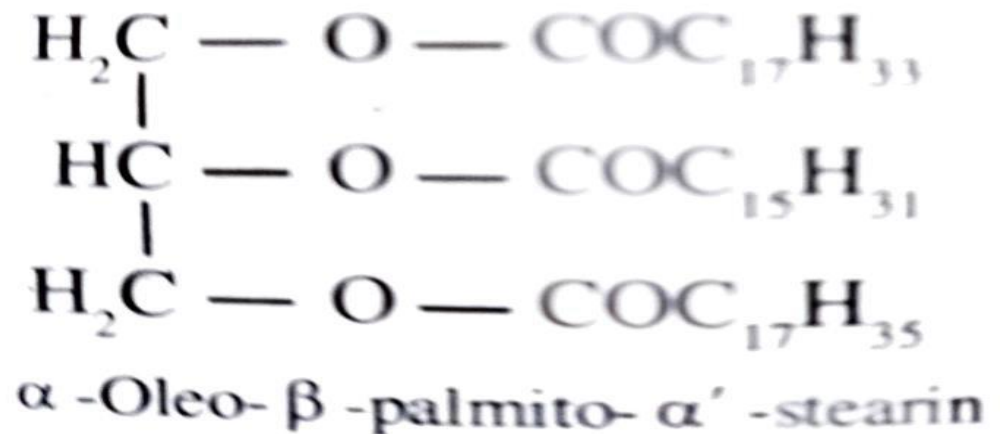 H₂C — O — COC₁₇H₃₃
HC — O — COC₁₅H₃₁
H₂C — O — COC₁₇H₃₅
α -Oleo- β -palmito- α′ -stearin